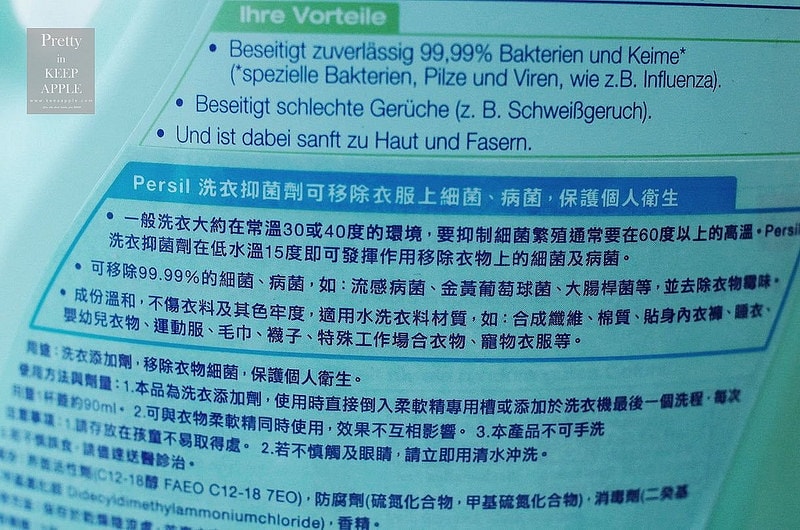 Pretty
in
KEEP
APPLE
Ihre Vorteile
• Beseitigt zuverlässig 99,99% Bakterien und Keime*
(*spezielle Bakterien, Pilze und Viren, wie z.B. Influenza).
• Beseitigt schlechte Gerüche (z. B. Schweißgeruch).
• Und ist dabei sanft zu Haut und Fasern.
Persil 洗衣抑菌劑可移除衣服上細菌、病菌，保護個人衛生
• 一般洗衣大約在常溫30或40度的環境，要抑制細菌繁殖通常要在60度以上的高溫。Persil
洗衣抑菌劑在低水溫15度即可發揮作用移除衣物上的細菌及病菌。
• 可移除99.99%的細菌、病菌，如：流感病菌、金黃葡萄球菌、大腸桿菌等，並去除衣物霉味。
• 成份溫和，不傷衣料及其色牢度，適用水洗衣料材質，如：合成纖維、棉質、貼身內衣褲、睡衣、
嬰幼兒衣物、運動服、毛巾、襪子、特殊工作場合衣物、寵物衣服等。
用途：洗衣添加劑，移除衣物細菌，保護個人衛生。
使用方法與劑量：1.本品為洗衣添加劑，使用時直接倒入柔軟精專用槽或添加於洗衣機最後一個洗程，每次
用量1杯蓋約90ml。 2.可與衣物柔軟精同時使用，效果不互相影響。 3.本產品不可手洗
注意事項：1.請存放在孩童不易取得處。 2.若不慎觸及眼睛，請立即用清水沖洗。
若不慎誤食，請儘速送醫診治。
界面活性劑(C12-18醇 FAEO C12-18 7EO)，防腐劑(硫氮化合物，甲基硫氮化合物)，消毒劑(二癸基
Didecyldimethylammoniumchloride)，香精。